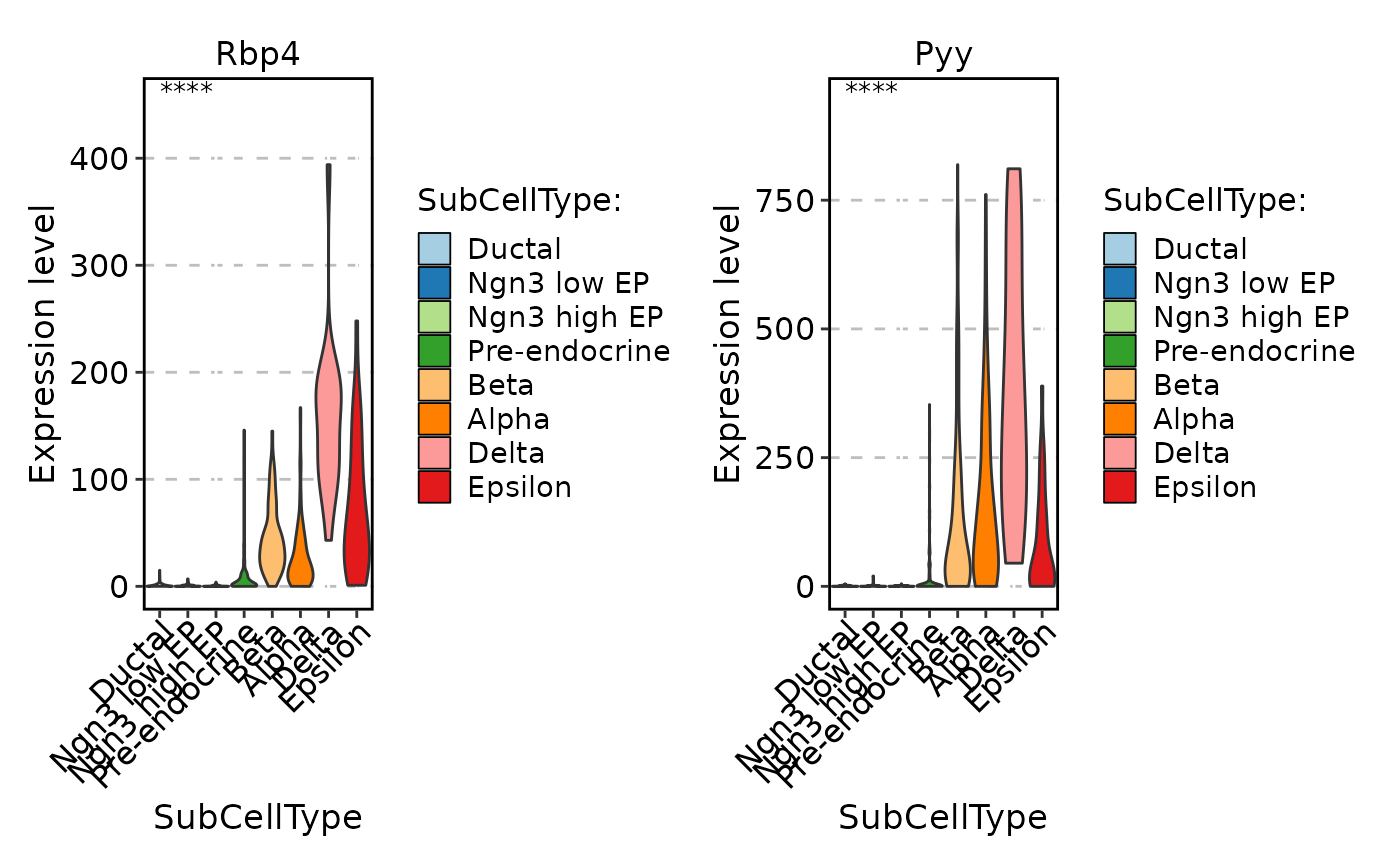 Rbp4
****
Expression level
400
300
200
100
0
Ductal
Ngn3 low EP
Ngn3 high EP
Pre-endocrine
Beta
Alpha
Delta
Epsilon
SubCellType
SubCellType:
Ductal
Ngn3 low EP
Ngn3 high EP
Pre-endocrine
Beta
Alpha
Delta
Epsilon
Pyy
****
Expression level
750
500
250
0
Ductal
Ngn3 low EP
Ngn3 high EP
Pre-endocrine
Beta
Alpha
Delta
Epsilon
SubCellType
SubCellType:
Ductal
Ngn3 low EP
Ngn3 high EP
Pre-endocrine
Beta
Alpha
Delta
Epsilon